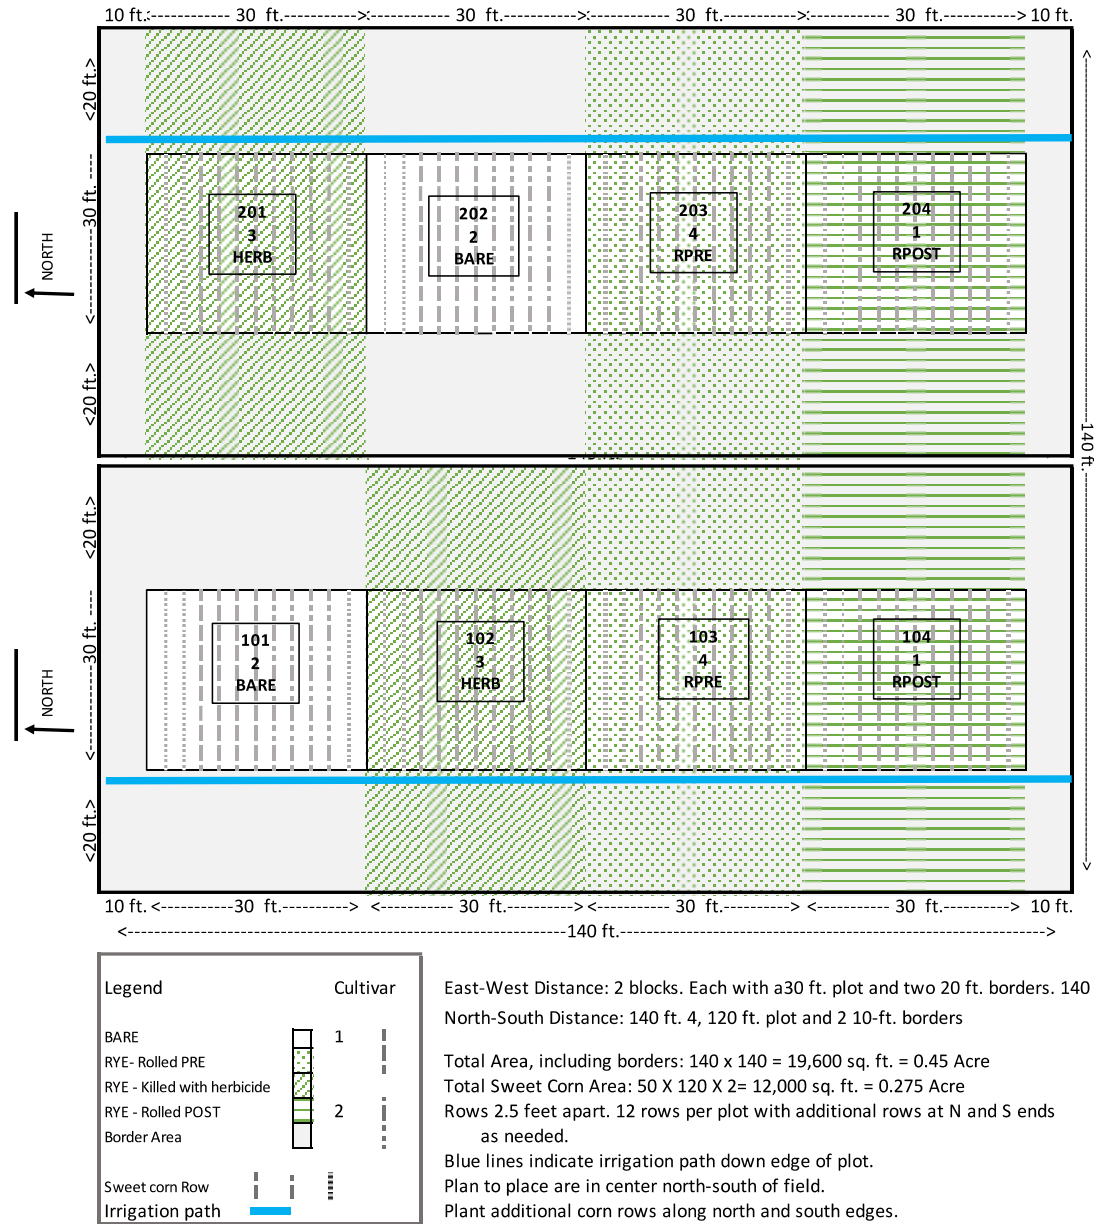 10 ft.<----------- 30 ft. ----------->< ------------ 30 ft. ---------->< ---------- 30 ft. ----------->< ---------- 30 ft. -----------> 10 ft.
<20 ft.>
<---------30ft. ----
<20 ft.>
NORTH
201
3
HERB
202
2
BARE
203
4
RPRE
204
1
RPOST
<-----------------140 ft.----------------->
<20 ft.>
<---------30 ft. ----
<20 ft.>
NORTH
101
2
BARE
102
3
HERB
103
4
RPRE
104
1
RPOST
10 ft. <----------30 ft. ------------> <----------- 30 ft. ----------> <---------- 30 ft. -----------> <---------- 30 ft. -----------> 10 ft.
<-----------------140 ft.----------------->
Legend Cultivar
BARE 1
RYE- Rolled PRE
RYE - Killed with herbicide
RYE - Rolled POST 2
Border Area
Sweet corn Row
Irrigation path
East-West Distance: 2 blocks. Each with a30 ft. plot and two 20 ft. borders. 140
North-South Distance: 140 ft. 4, 120 ft. plot and 2 10-ft. borders
Total Area, including borders: 140 x 140 = 19,600 sq. ft. = 0.45 Acre
Total Sweet Corn Area: 50 X 120 X 2= 12,000 sq. ft. = 0.275 Acre
Rows 2.5 feet apart. 12 rows per plot with additional rows at N and S ends
as needed.
Blue lines indicate irrigation path down edge of plot.
Plan to place are in center north-south of field.
Plant additional corn rows along north and south edges.